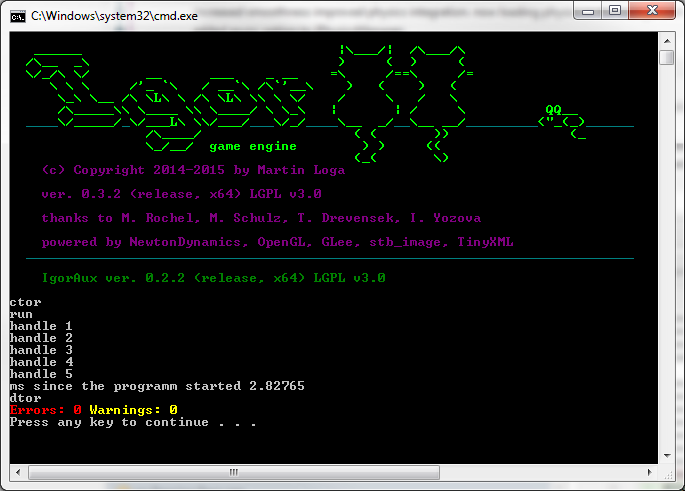 C:\Windows\system32\cmd.exe
Igor
game engine
(c) Copyright 2014-2015 by Martin Loga
ver. 0.3.2 (release, x64) LGPL v3.0
thanks to M. Rochel, M. Schulz, T. Drevensek, I. Yozova
powered by NewtonDynamics, OpenGL, GLee, stb_image, TinyXML
IgorAux ver. 0.2.2 (release, x64) LGPL v3.0
ctor
run
handle 1
handle 2
handle 3
handle 4
handle 5
ms since the programm started 2.82765
dtor
Errors: 0 Warnings: 0
Press any key to continue . . .